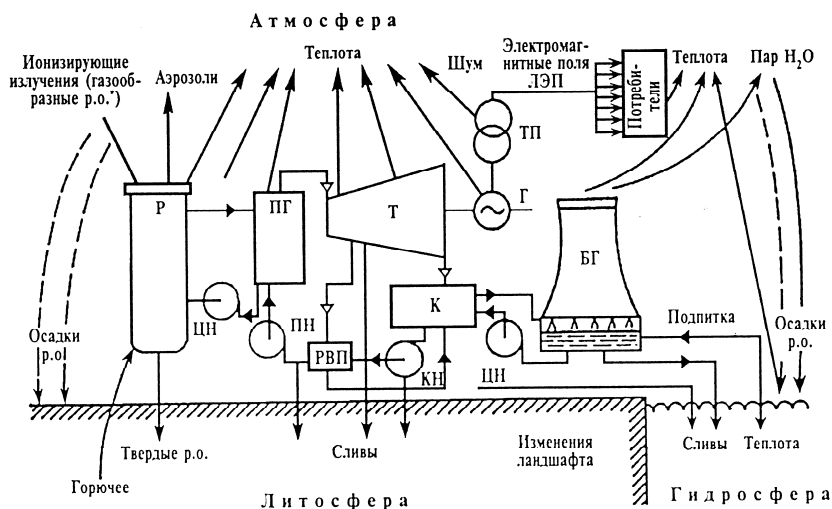 Атмосфера
Ионизирующие
излучения (газооб-
разные р.о.*)
Аэрозоли
Теплота
Шум
Электромаг-
нитные поля
ЛЭП
Потреби-
тели
Теплота
Пар H₂O
ТП
Р
ПГ
Т
Г
БГ
К
ЦН
ПН
РВП
КН
ЦН
Подпитка
Осадки
р.о
Осадки
р.о.
Твердые р.о.
Сливы
Изменения
ландшафта
Сливы
Теплота
Горючее
Литосфера
Гидросфера